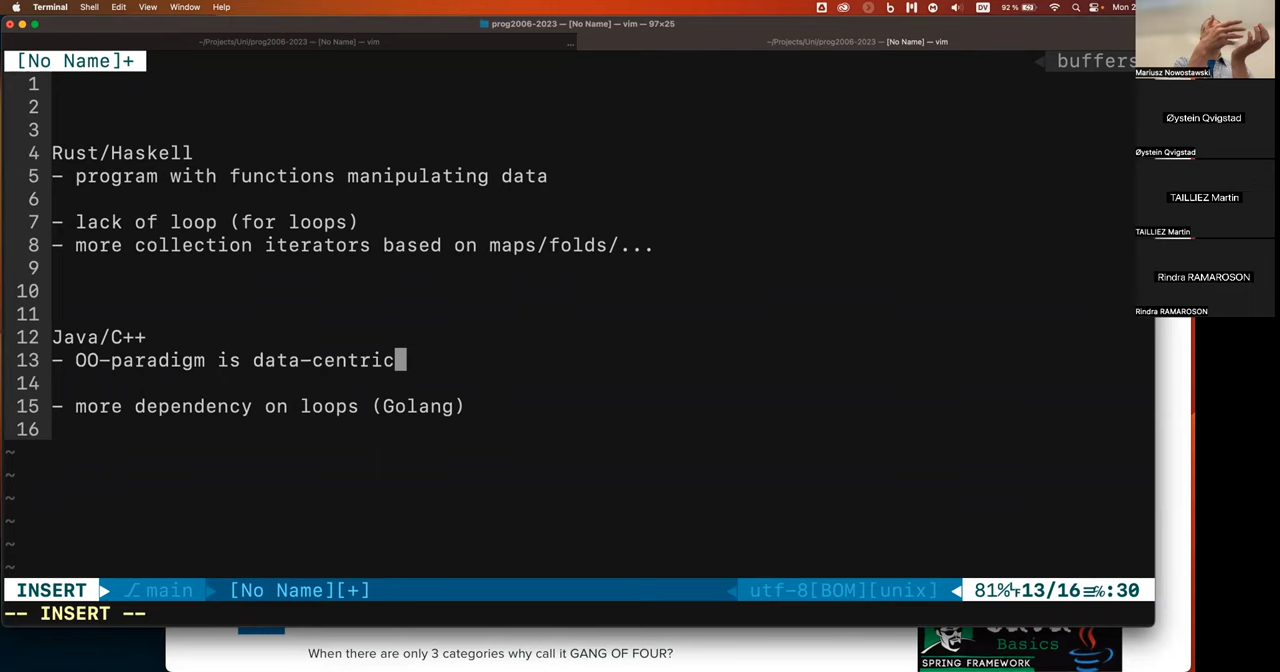 Terminal Shell Edit View Window Help 92 % DV Mon 2
prog2006-2023 — [No Name] — vim — 97×25
~/Projects/Uni/prog2006-2023 — [No Name] — vim ... ~/Projects/Uni/prog2006-2023 — [No Name] — vim
[No Name]+ buffers
1
2
3
4 Rust/Haskell
5 - program with functions manipulating data
6
7 - lack of loop (for loops)
8 - more collection iterators based on maps/folds/...
9
10
11
12 Java/C++
13 - OO-paradigm is data-centric
14
15 - more dependency on loops (Golang)
16
~
~
~
~
~
~
INSERT main [No Name][+] utf-8[BOM][unix] 81% 13/16 :30
-- INSERT --
Mariusz Nowostawski
Øystein Qvigstad
Øystein Qvigstad
TAILLIEZ Martin
TAILLIEZ Martin
Rindra RAMAROSON
Rindra RAMAROSON
When there are only 3 categories why call it GANG OF FOUR?
Basics
SPRING FRAMEWORK